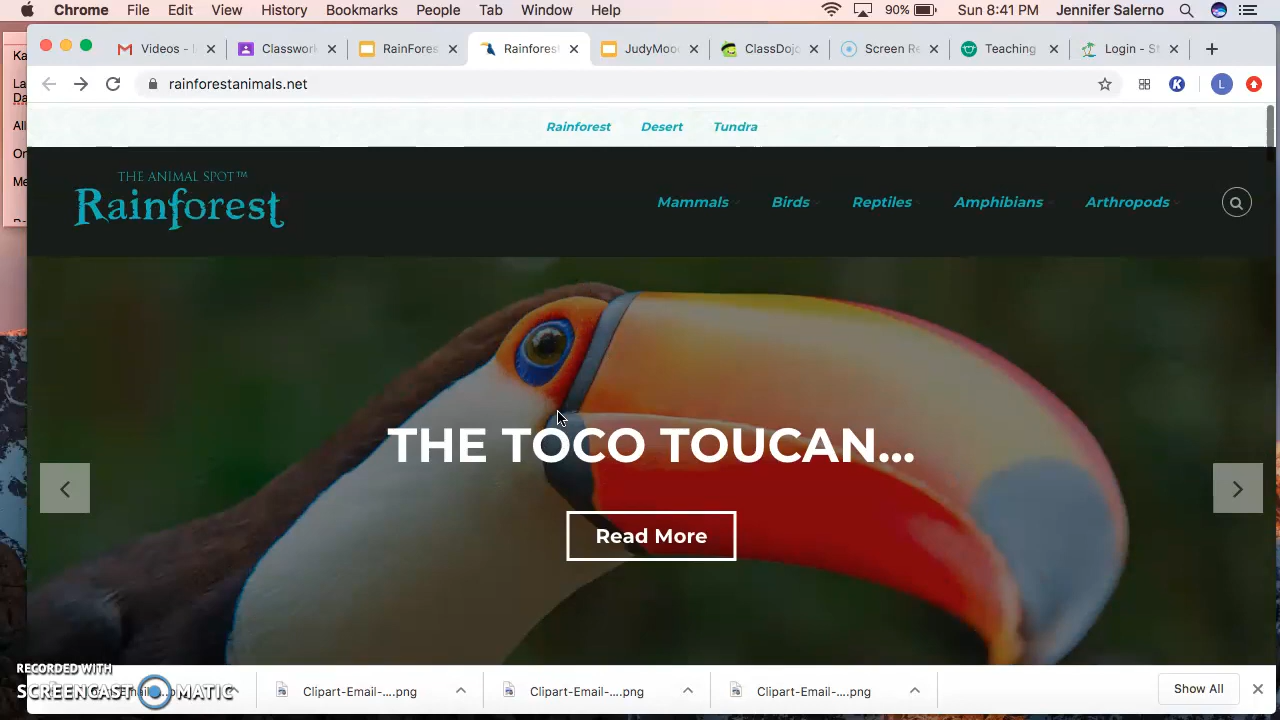 Chrome File Edit View History Bookmarks People Tab Window Help 90% Sun 8:41 PM Jennifer Salerno
Videos - Classwork RainFores Rainforest JudyMoo ClassDojo Screen Re Teaching Login - St
rainforestanimals.net L
Rainforest Desert Tundra
THE ANIMAL SPOT™
Rainforest
Mammals Birds Reptiles Amphibians Arthropods
THE TOCO TOUCAN...
Read More
RECORDED WITH
SCREENCAST MATIC
Clipart-Email-....png Clipart-Email-....png Clipart-Email-....png Show All